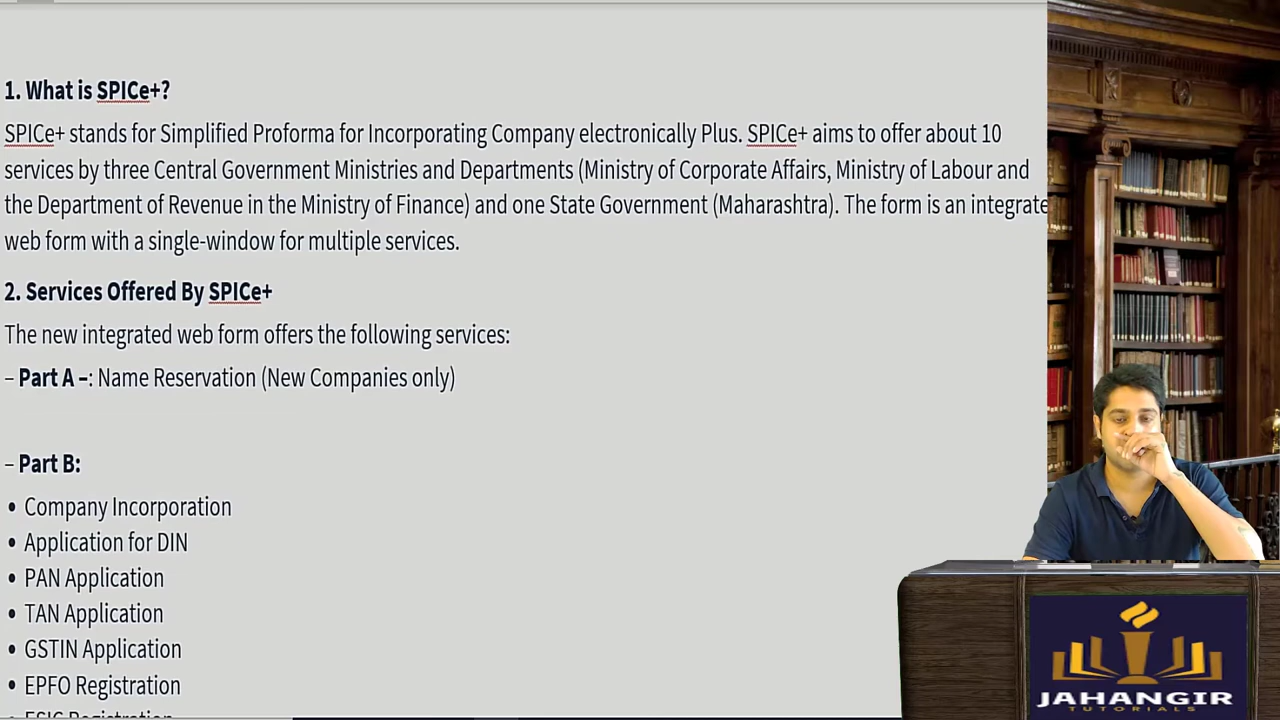 1. What is SPICe+?
SPICe+ stands for Simplified Proforma for Incorporating Company electronically Plus. SPICe+ aims to offer about 10
services by three Central Government Ministries and Departments (Ministry of Corporate Affairs, Ministry of Labour and
the Department of Revenue in the Ministry of Finance) and one State Government (Maharashtra). The form is an integrate
web form with a single-window for multiple services.
2. Services Offered By SPICe+
The new integrated web form offers the following services:
– Part A –: Name Reservation (New Companies only)
– Part B:
• Company Incorporation
• Application for DIN
• PAN Application
• TAN Application
• GSTIN Application
• EPFO Registration
ESIC Registration
JAHANGIR
TUTORIALS